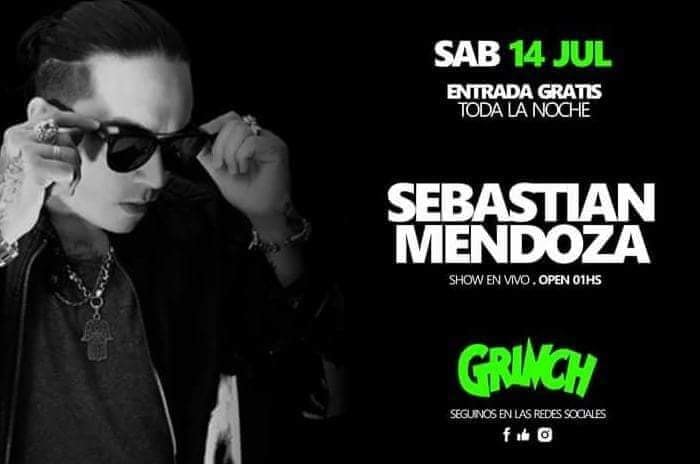 SAB 14 JUL
ENTRADA GRATIS
TODA LA NOCHE
SEBASTIAN
MENDOZA
SHOW EN VIVO . OPEN 01HS
GRINCH
SEGUINOS EN LAS REDES SOCIALES